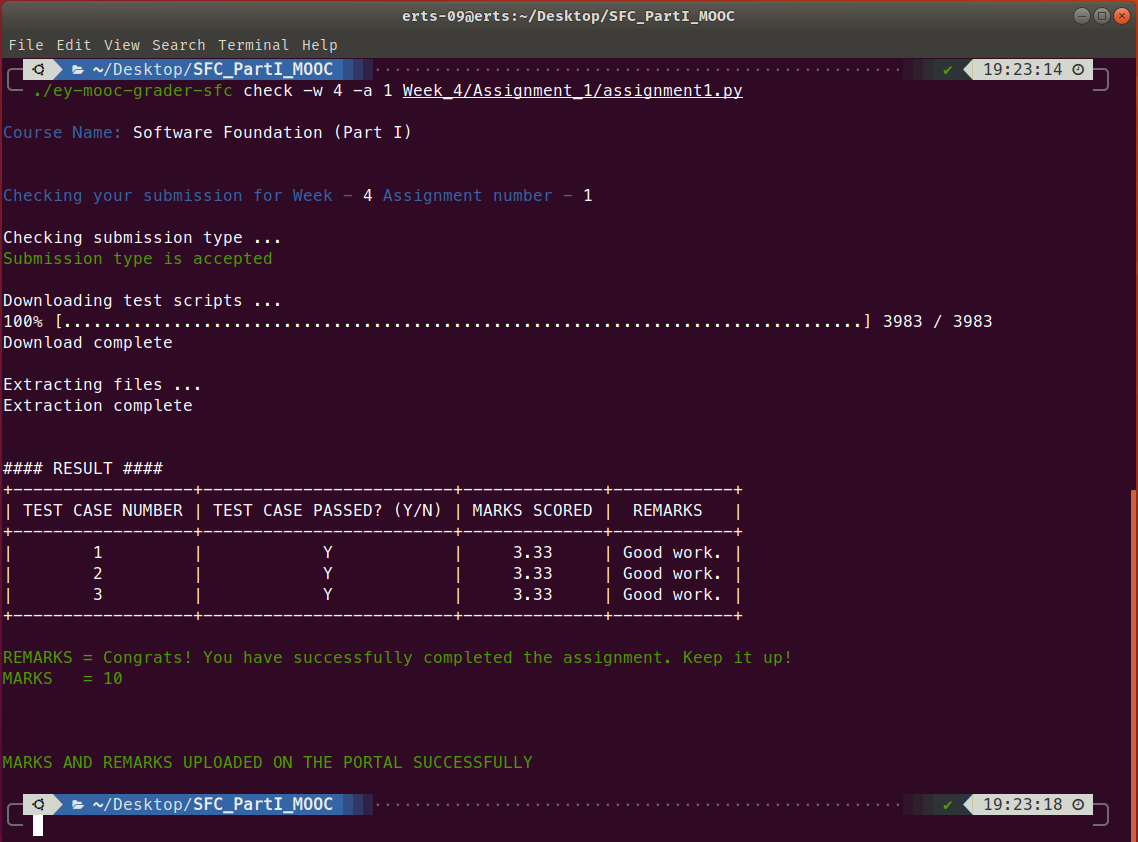 erts-09@erts:~/Desktop/SFC_PartI_MOOC
File Edit View Search Terminal Help
~/Desktop/SFC_PartI_MOOC ✔ 19:23:14
./ey-mooc-grader-sfc check -w 4 -a 1 Week_4/Assignment_1/assignment1.py
Course Name: Software Foundation (Part I)
Checking your submission for Week - 4 Assignment number - 1
Checking submission type ...
Submission type is accepted
Downloading test scripts ...
100% [................................................................................] 3983 / 3983
Download complete
Extracting files ...
Extraction complete
#### RESULT ####
+------------------+-------------------------+--------------+------------+
| TEST CASE NUMBER | TEST CASE PASSED? (Y/N) | MARKS SCORED |  REMARKS   |
+------------------+-------------------------+--------------+------------+
|        1         |            Y            |     3.33     | Good work. |
|        2         |            Y            |     3.33     | Good work. |
|        3         |            Y            |     3.33     | Good work. |
+------------------+-------------------------+--------------+------------+
REMARKS = Congrats! You have successfully completed the assignment. Keep it up!
MARKS   = 10
MARKS AND REMARKS UPLOADED ON THE PORTAL SUCCESSFULLY
~/Desktop/SFC_PartI_MOOC ✔ 19:23:18